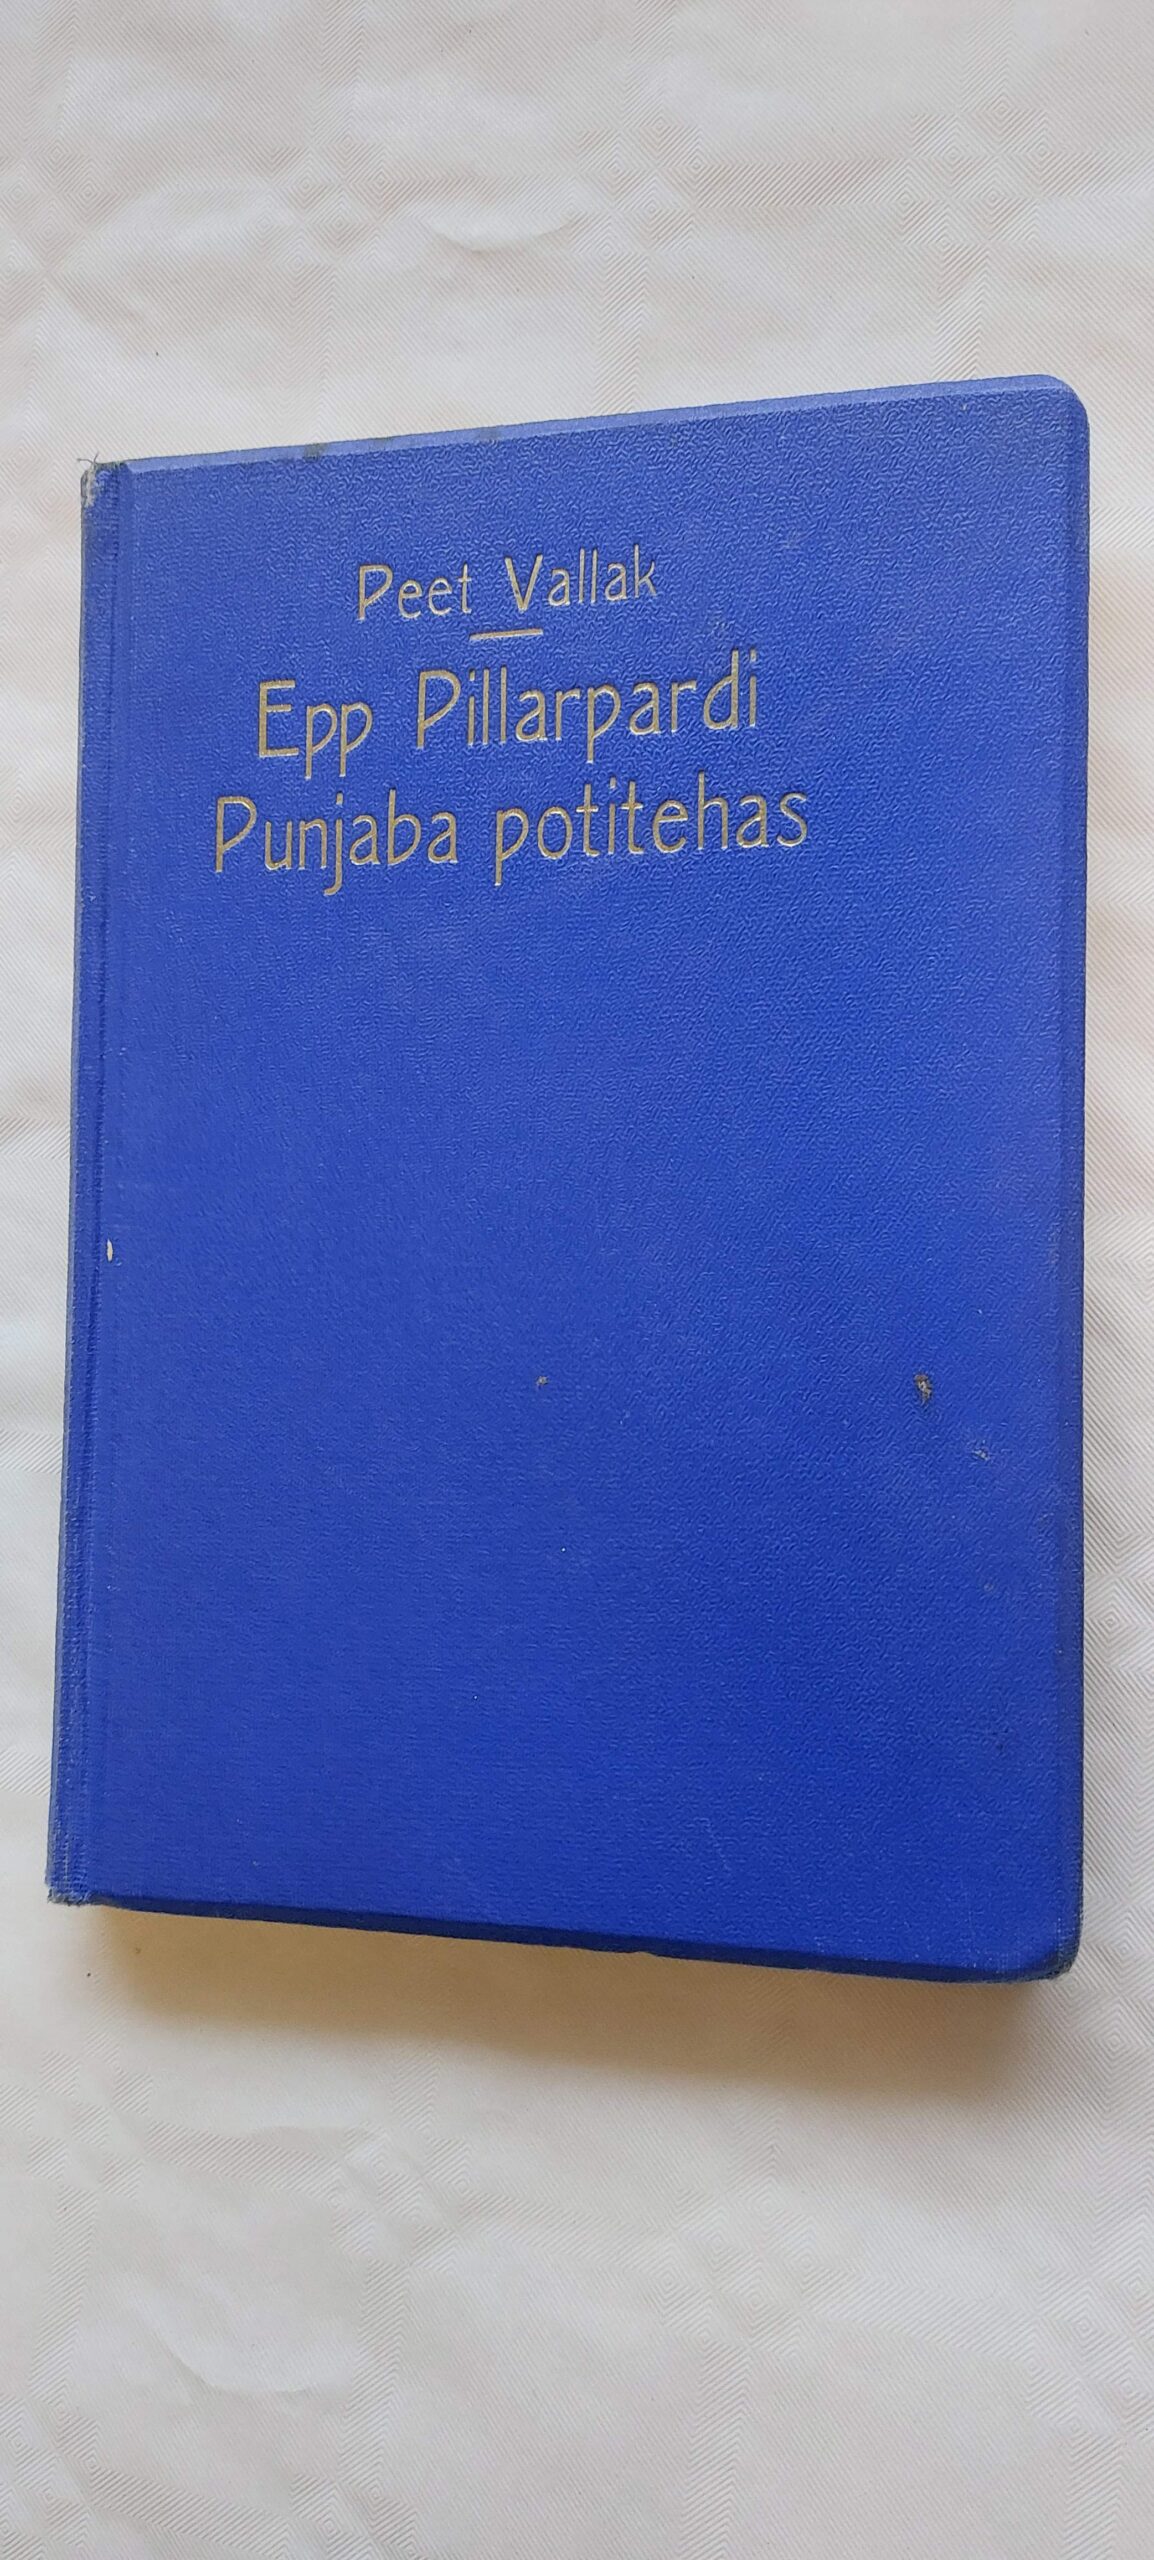 Peet Vallak
Epp Pillarpardi
Punjaba potitehas